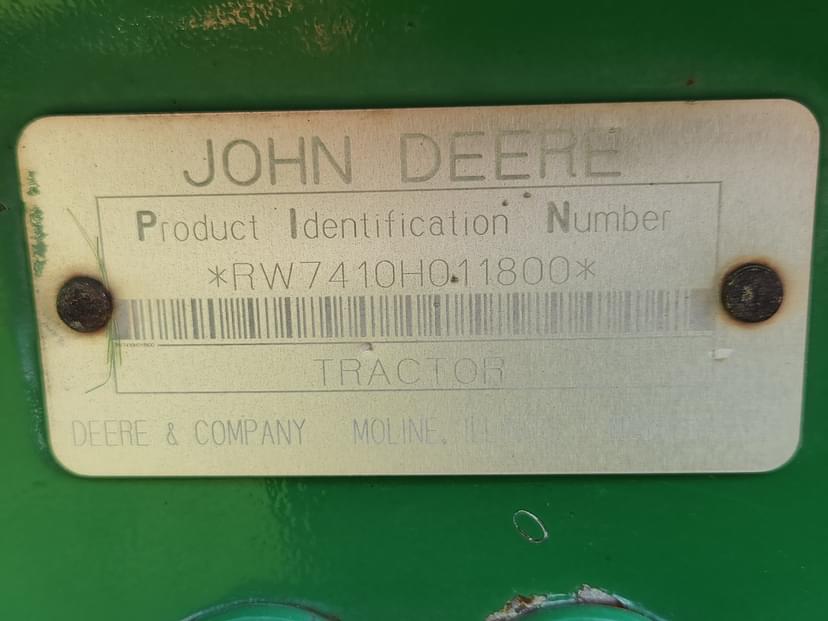 JOHN DEERE
Product Identification Number
*RW7410H011800*
TRACTOR
DEERE & COMPANY MOLINE,